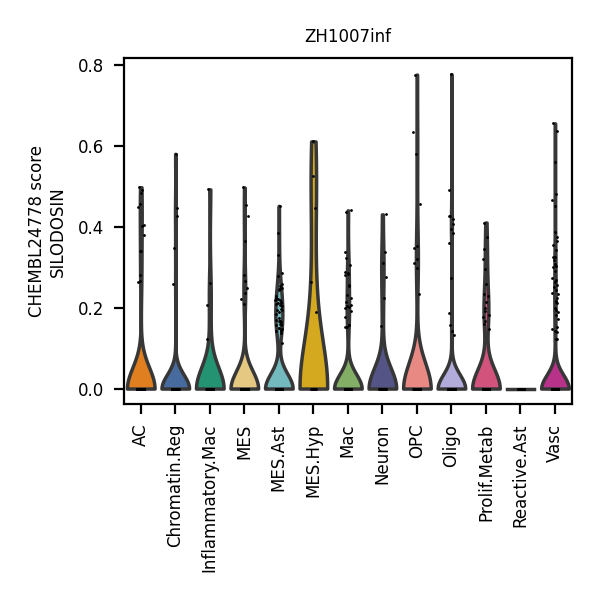 ZH1007inf
CHEMBL24778 score
SILODOSIN
0.8
0.6
0.4
0.2
0.0
AC
Chromatin.Reg
Inflammatory.Mac
MES
MES.Ast
MES.Hyp
Mac
Neuron
OPC
Oligo
Prolif.Metab
Reactive.Ast
Vasc